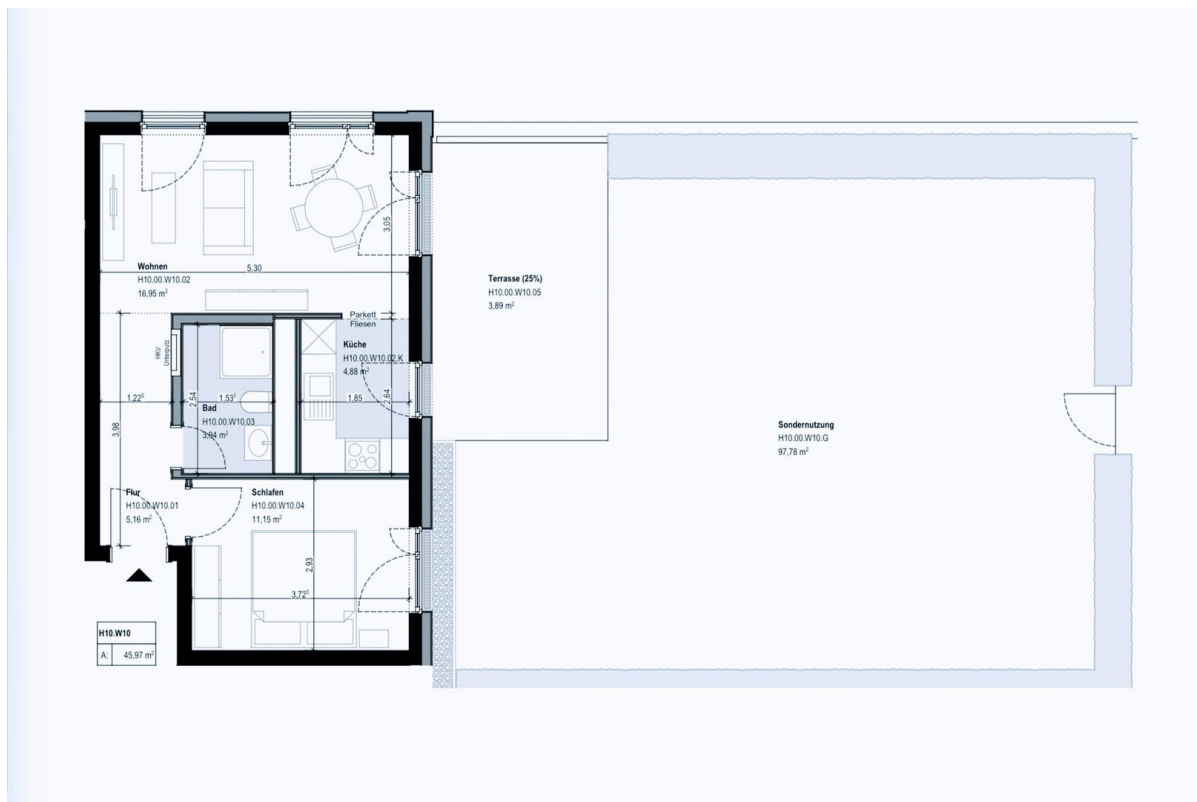 Wohnen
H10.00.W10.02
16,95 m²
5,30
3,05
Terrasse (25%)
H10.00.W10.05
3,89 m²
Parkett
Fliesen
Küche
H10.00.W10.02.K
4,88 m²
HKV
Unterputz
1,22⁵
2,54
1,53⁵
1,85
2,64
Bad
H10.00.W10.03
3,94 m²
3,98
Sondernutzung
H10.00.W10.G
97,78 m²
Flur
H10.00.W10.01
5,16 m²
Schlafen
H10.00.W10.04
11,15 m²
2,93
3,72⁵
H10.W10
A: 45,97 m²